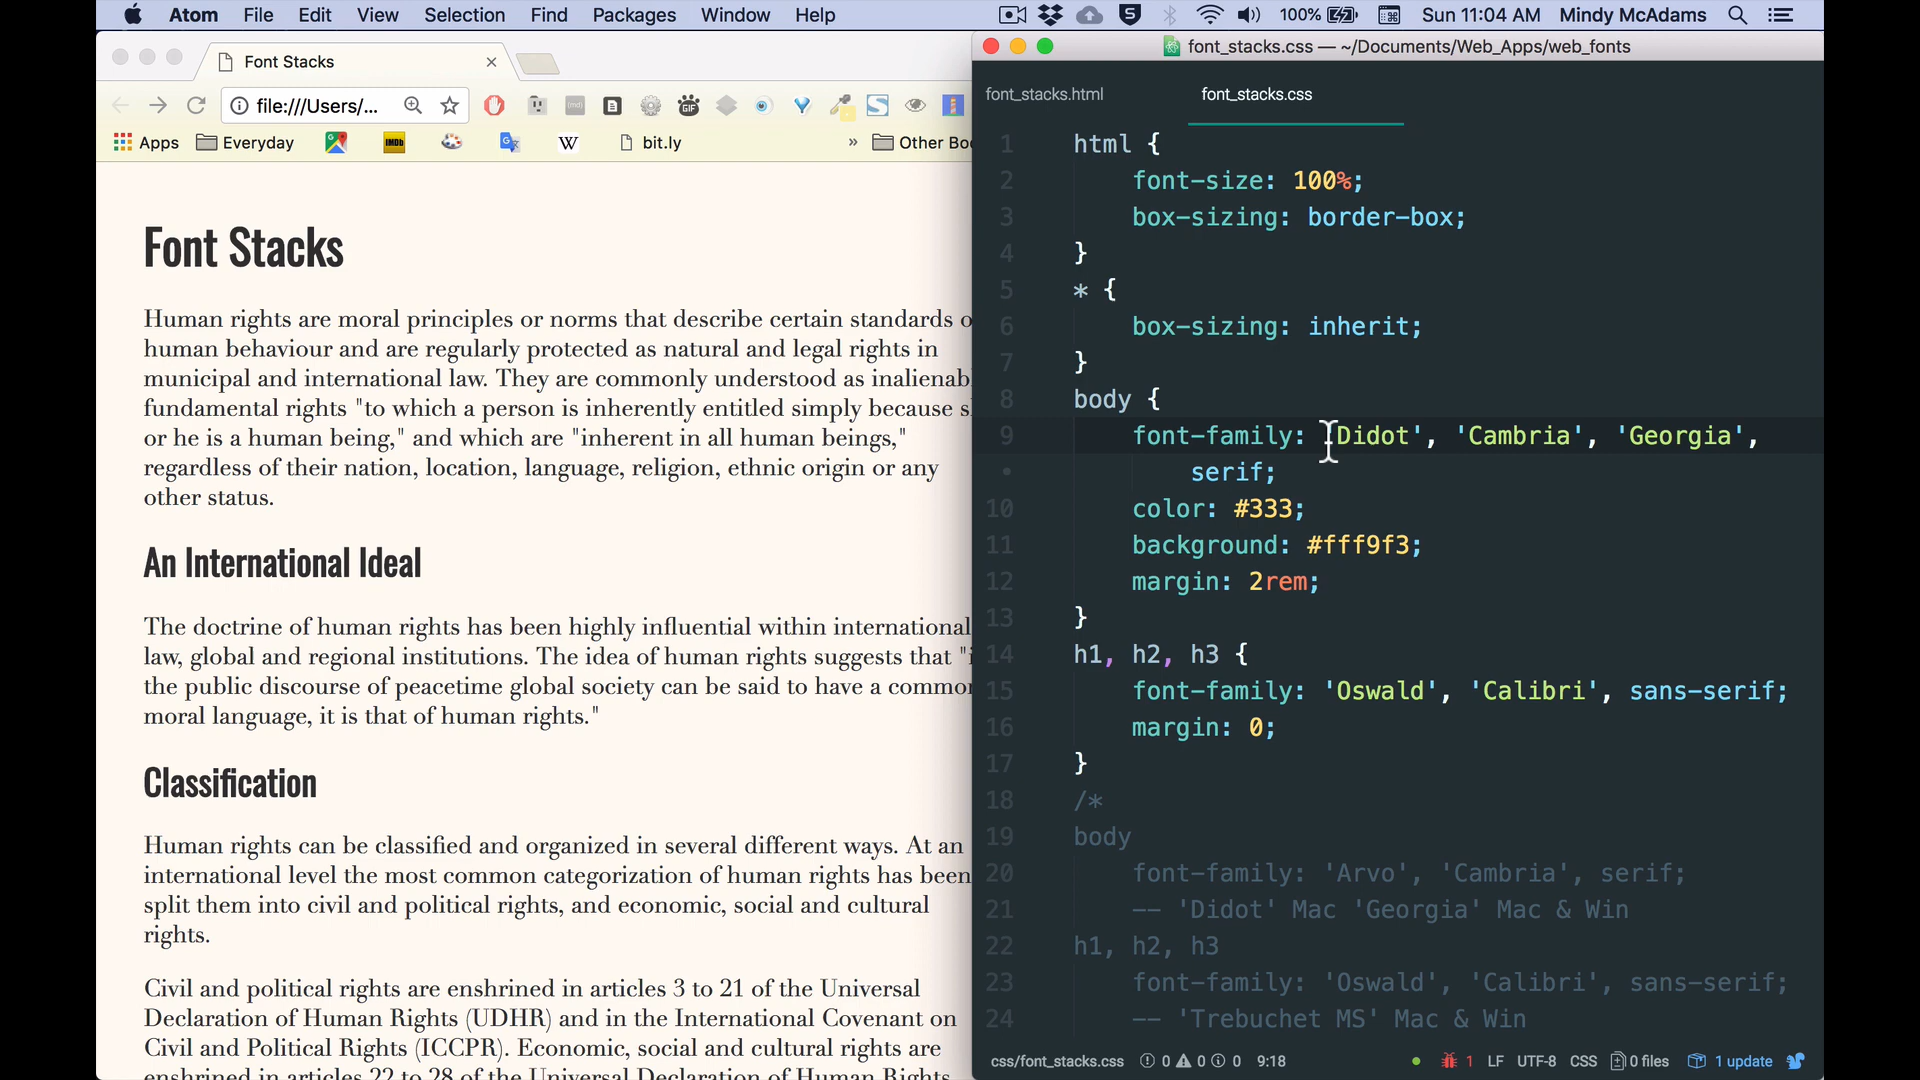 Atom File Edit View Selection Find Packages Window Help 100% Sun 11:04 AM Mindy McAdams
Font Stacks
file:///Users/...
Apps Everyday bit.ly » Other Boo
Font Stacks
Human rights are moral principles or norms that describe certain standards o
human behaviour and are regularly protected as natural and legal rights in
municipal and international law. They are commonly understood as inalienab
fundamental rights "to which a person is inherently entitled simply because s
or he is a human being," and which are "inherent in all human beings,"
regardless of their nation, location, language, religion, ethnic origin or any
other status.
An International Ideal
The doctrine of human rights has been highly influential within international
law, global and regional institutions. The idea of human rights suggests that "i
the public discourse of peacetime global society can be said to have a common
moral language, it is that of human rights."
Classification
Human rights can be classified and organized in several different ways. At an
international level the most common categorization of human rights has been
split them into civil and political rights, and economic, social and cultural
rights.
Civil and political rights are enshrined in articles 3 to 21 of the Universal
Declaration of Human Rights (UDHR) and in the International Covenant on
Civil and Political Rights (ICCPR). Economic, social and cultural rights are
enshrined in articles 22 to 28 of the Universal Declaration of Human Rights
font_stacks.css — ~/Documents/Web_Apps/web_fonts
font_stacks.html font_stacks.css
1 html {
2 font-size: 100%;
3 box-sizing: border-box;
4 }
5 * {
6 box-sizing: inherit;
7 }
8 body {
9 font-family: 'Didot', 'Cambria', 'Georgia',
• serif;
10 color: #333;
11 background: #fff9f3;
12 margin: 2rem;
13 }
14 h1, h2, h3 {
15 font-family: 'Oswald', 'Calibri', sans-serif;
16 margin: 0;
17 }
18 /*
19 body
20 font-family: 'Arvo', 'Cambria', serif;
21 -- 'Didot' Mac 'Georgia' Mac & Win
22 h1, h2, h3
23 font-family: 'Oswald', 'Calibri', sans-serif;
24 -- 'Trebuchet MS' Mac & Win
css/font_stacks.css 0 0 0 9:18 1 LF UTF-8 CSS 0 files 1 update